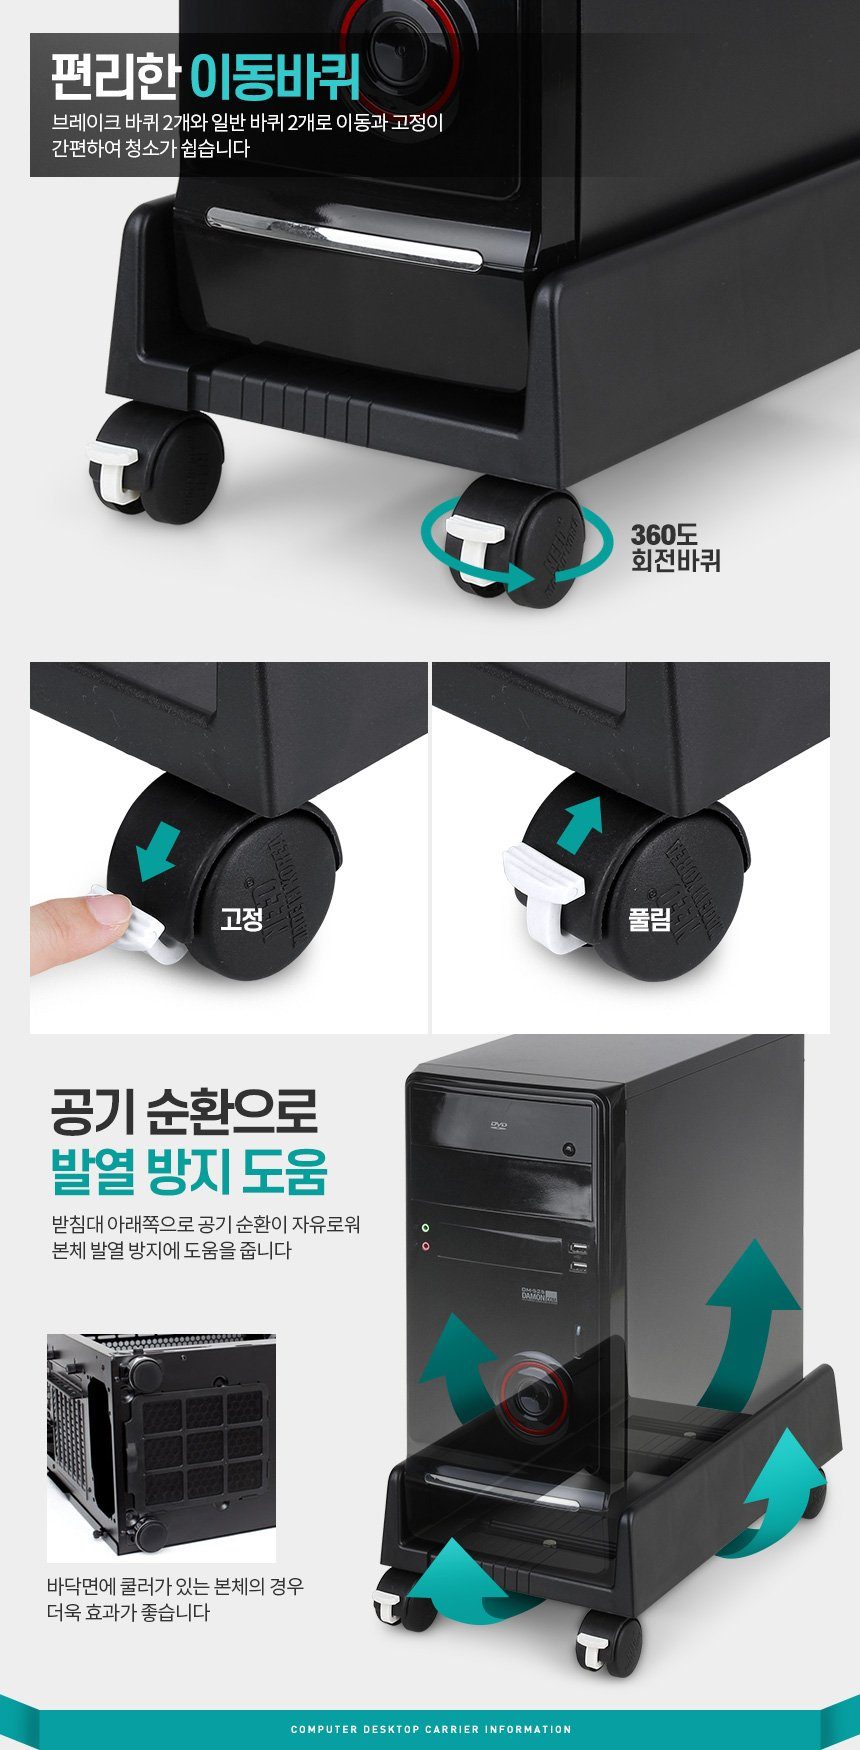 편리한 이동바퀴
브레이크 바퀴 2개와 일반 바퀴 2개로 이동과 고정이
간편하여 청소가 쉽습니다
360도
회전바퀴
고정
풀림
공기 순환으로
발열 방지 도움
받침대 아래쪽으로 공기 순환이 자유로워
본체 발열 방지에 도움을 줍니다
DVD
DAMON
바닥면에 쿨러가 있는 본체의 경우
더욱 효과가 좋습니다
COMPUTER DESKTOP CARRIER INFORMATION